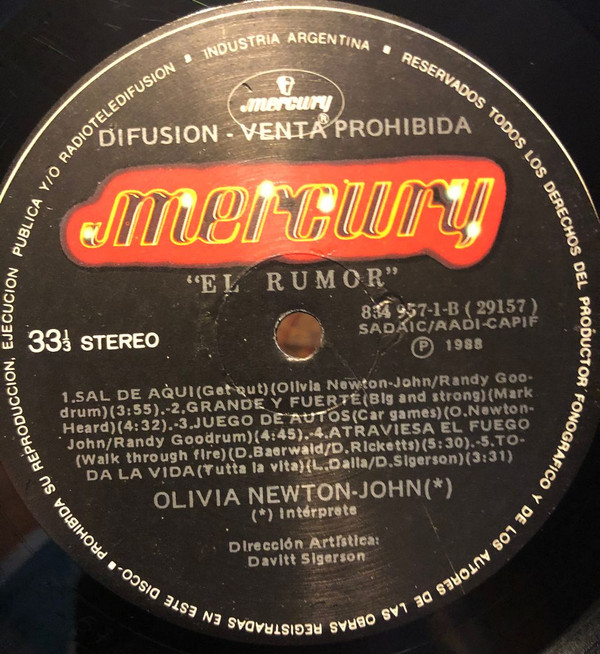 PROHIBIDA SU REPRODUCCION, EJECUCION PUBLICA Y/O RADIOTELEDIFUSION ■ INDUSTRIA ARGENTINA ■ RESERVADOS TODOS LOS DERECHOS DEL PRODUCTOR FONOGRAFICO Y DE LOS AUTORES DE LAS OBRAS REGISTRADAS EN ESTE DISCO- ■
mercury®
DIFUSION - VENTA PROHIBIDA
mercury
"EL RUMOR"
834 957-1-B (29157)
SADAIC/AADI-CAPIF
33⅓ STEREO
Ⓟ 1988
1.SAL DE AQUI(Get out)(Olivia Newton-John/Randy Goo-
drum)(3:55).-2.GRANDE Y FUERTE(Big and strong)(Mark
Heard)(4:32).-3.JUEGO DE AUTOS(Car games)(O.Newton-
John/Randy Goodrum)(4:45).-4.ATRAVIESA EL FUEGO
(Walk through fire)(D.Baerwald/D.Ricketts)(5:30).-5.TO-
DA LA VIDA(Tutta la vita)(L.Dalla/D.Sigerson)(3:31)
OLIVIA NEWTON-JOHN(*)
(*) Intérprete
Dirección Artística:
Davitt Sigerson